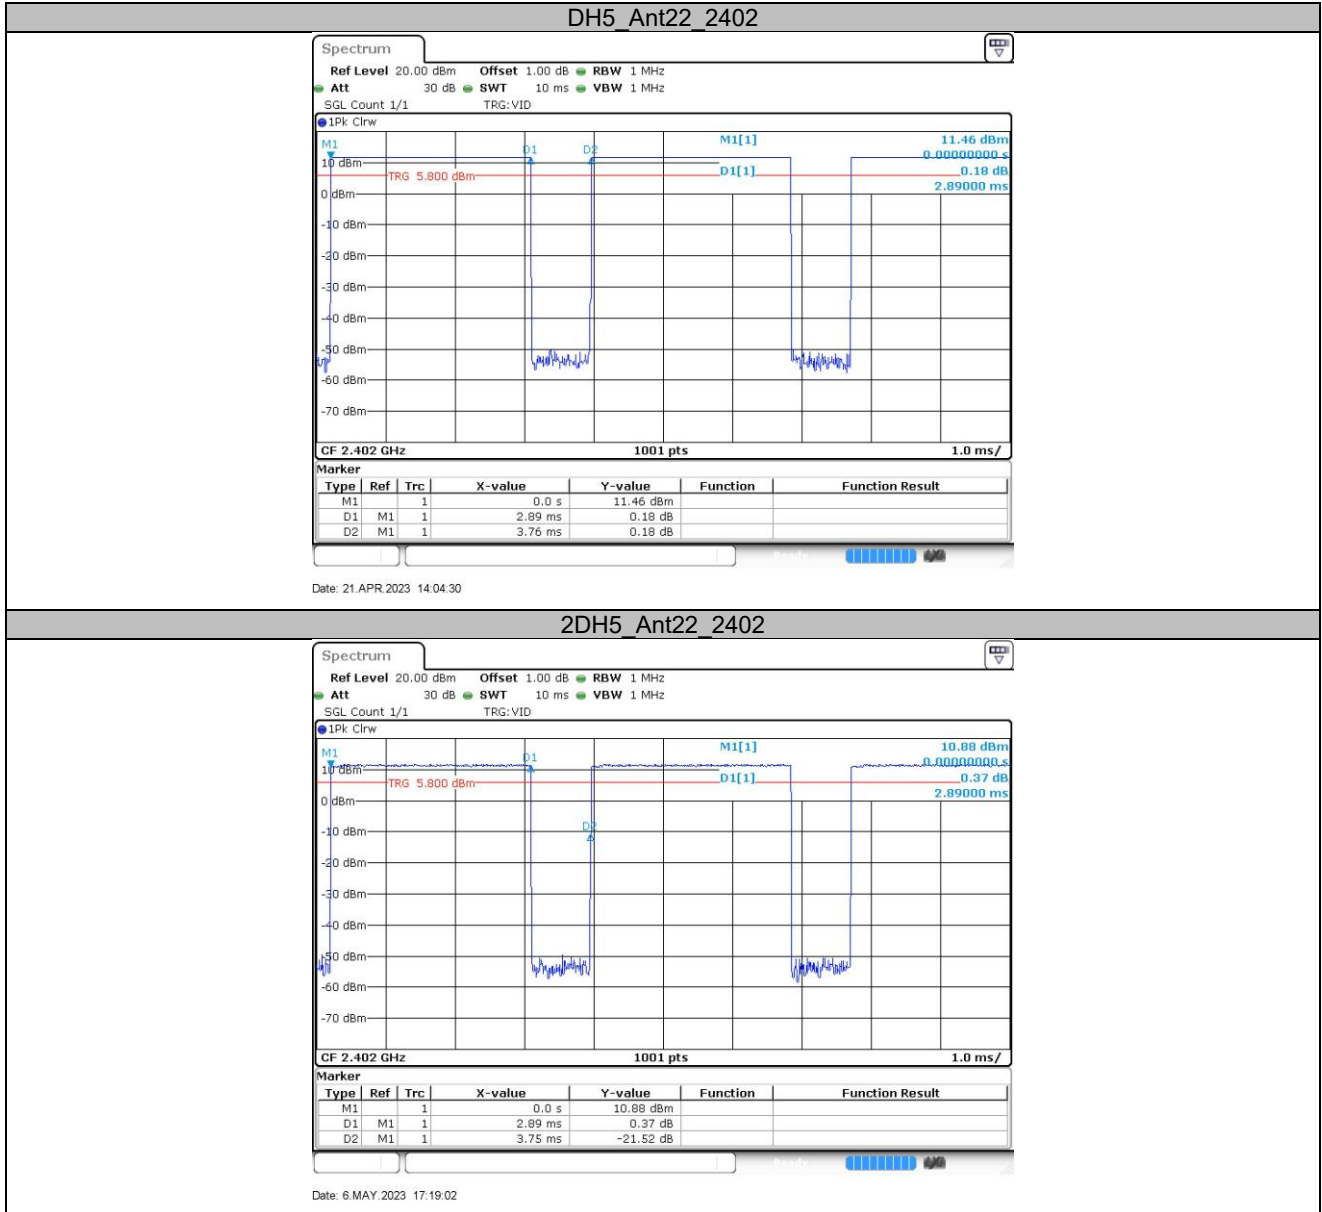 DH5_Ant22_2402
Spectrum
Ref Level 20.00 dBm Offset 1.00 dB RBW 1 MHz
Att 30 dB SWT 10 ms VBW 1 MHz
SGL Count 1/1 TRG:VID
1Pk Clrw
M1 D1 D2 M1[1] 11.46 dBm
0.00000000 s
10 dBm D1[1] 0.18 dB
TRG 5.800 dBm
2.89000 ms
0 dBm
-10 dBm
-20 dBm
-30 dBm
-40 dBm
-50 dBm
-60 dBm
-70 dBm
CF 2.402 GHz 1001 pts 1.0 ms/
Marker
Type Ref Trc X-value Y-value Function Function Result
M1 1 0.0 s 11.46 dBm
D1 M1 1 2.89 ms 0.18 dB
D2 M1 1 3.76 ms 0.18 dB
Ready
Date: 21.APR.2023 14:04:30
2DH5_Ant22_2402
Spectrum
Ref Level 20.00 dBm Offset 1.00 dB RBW 1 MHz
Att 30 dB SWT 10 ms VBW 1 MHz
SGL Count 1/1 TRG:VID
1Pk Clrw
M1 D1 M1[1] 10.88 dBm
0.00000000 s
10 dBm D1[1] 0.37 dB
TRG 5.800 dBm
2.89000 ms
0 dBm
D2
-10 dBm
-20 dBm
-30 dBm
-40 dBm
-50 dBm
-60 dBm
-70 dBm
CF 2.402 GHz 1001 pts 1.0 ms/
Marker
Type Ref Trc X-value Y-value Function Function Result
M1 1 0.0 s 10.88 dBm
D1 M1 1 2.89 ms 0.37 dB
D2 M1 1 3.75 ms -21.52 dB
Ready
Date: 6.MAY.2023 17:19:02